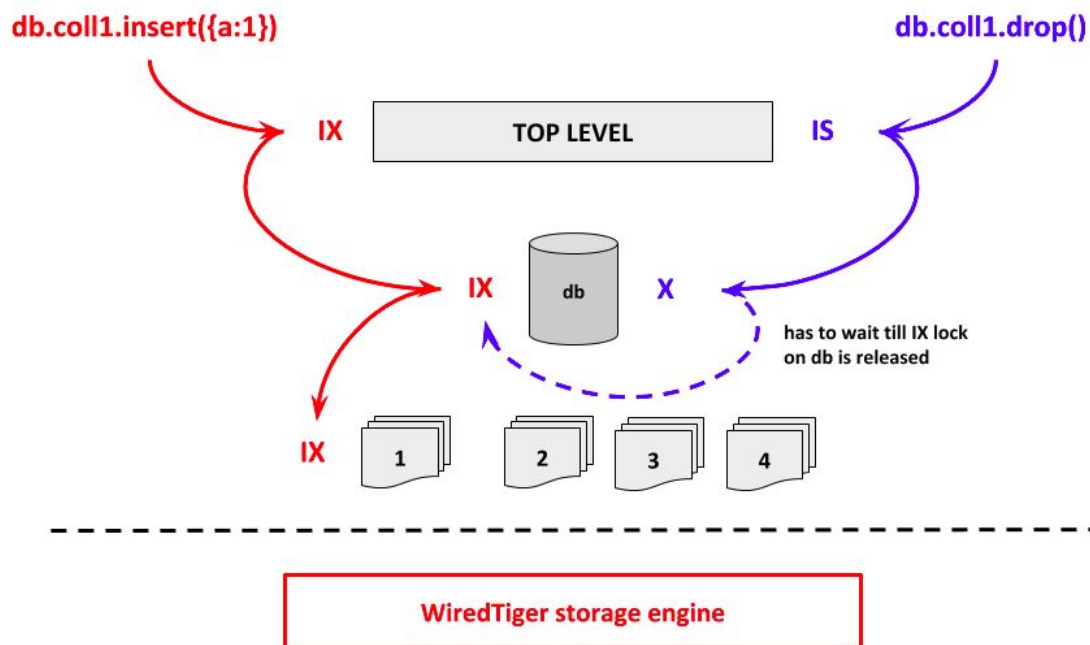 db.coll1.insert({a:1})
db.coll1.drop()
IX
TOP LEVEL
IS
IX
db
X
has to wait till IX lock
on db is released
IX
1
2
3
4
WiredTiger storage engine